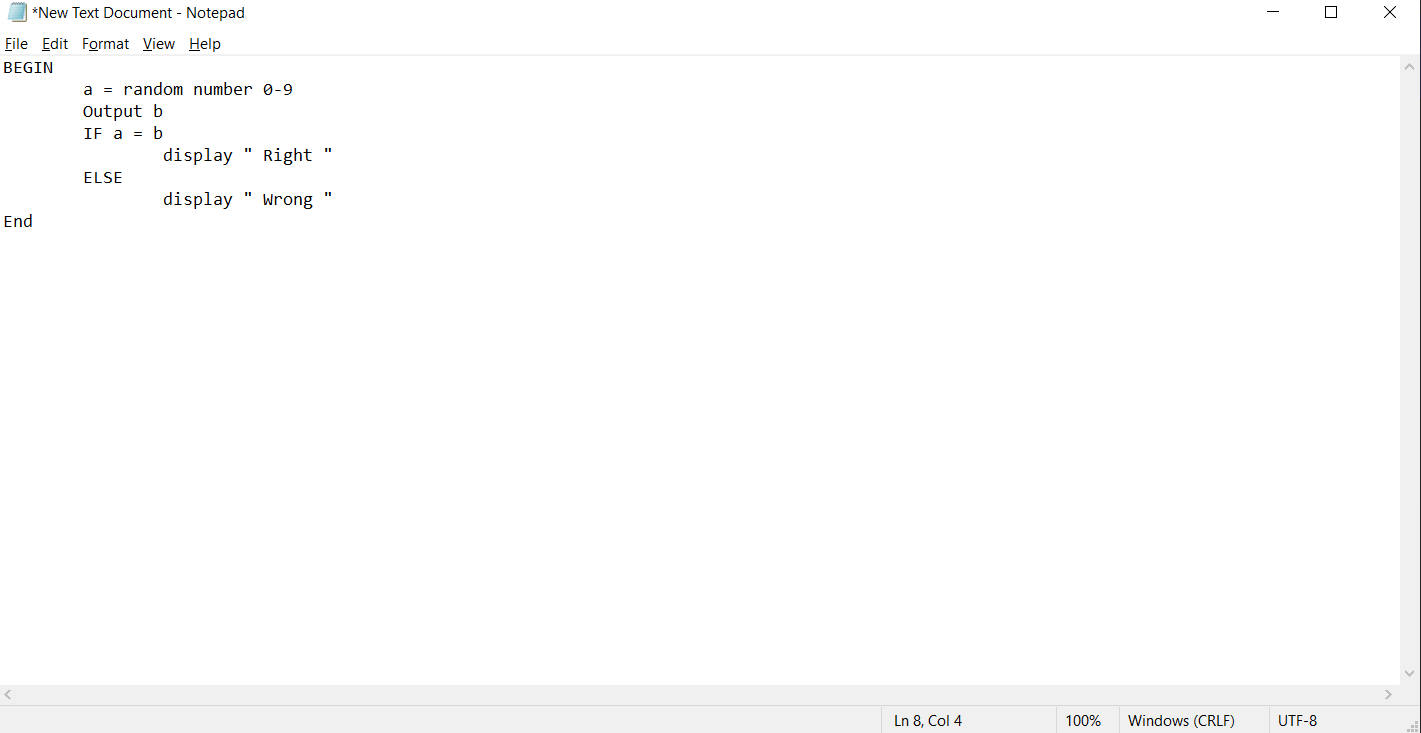 *New Text Document - Notepad
File Edit Format View Help
BEGIN
a = random number 0-9
Output b
IF a = b
display " Right "
ELSE
display " Wrong "
End
Ln 8, Col 4 100% Windows (CRLF) UTF-8